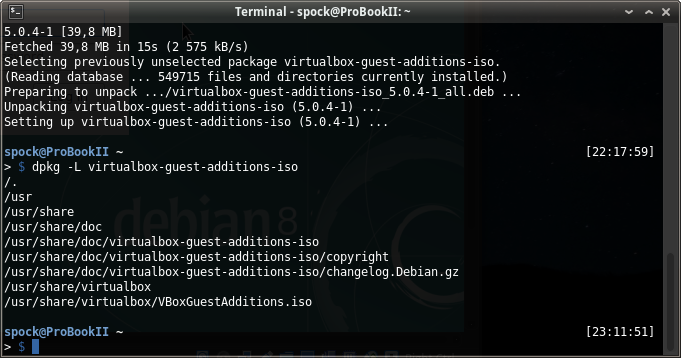 Terminal - spock@ProBookII: ~
5.0.4-1 [39,8 MB]
Fetched 39,8 MB in 15s (2 575 kB/s)
Selecting previously unselected package virtualbox-guest-additions-iso.
(Reading database ... 549715 files and directories currently installed.)
Preparing to unpack .../virtualbox-guest-additions-iso_5.0.4-1_all.deb ...
Unpacking virtualbox-guest-additions-iso (5.0.4-1) ...
Setting up virtualbox-guest-additions-iso (5.0.4-1) ...
spock@ProBookII ~ [22:17:59]
> $ dpkg -L virtualbox-guest-additions-iso
/.
/usr
/usr/share
/usr/share/doc
/usr/share/doc/virtualbox-guest-additions-iso
/usr/share/doc/virtualbox-guest-additions-iso/copyright
/usr/share/doc/virtualbox-guest-additions-iso/changelog.Debian.gz
/usr/share/virtualbox
/usr/share/virtualbox/VBoxGuestAdditions.iso
debian 8
spock@ProBookII ~ [23:11:51]
> $